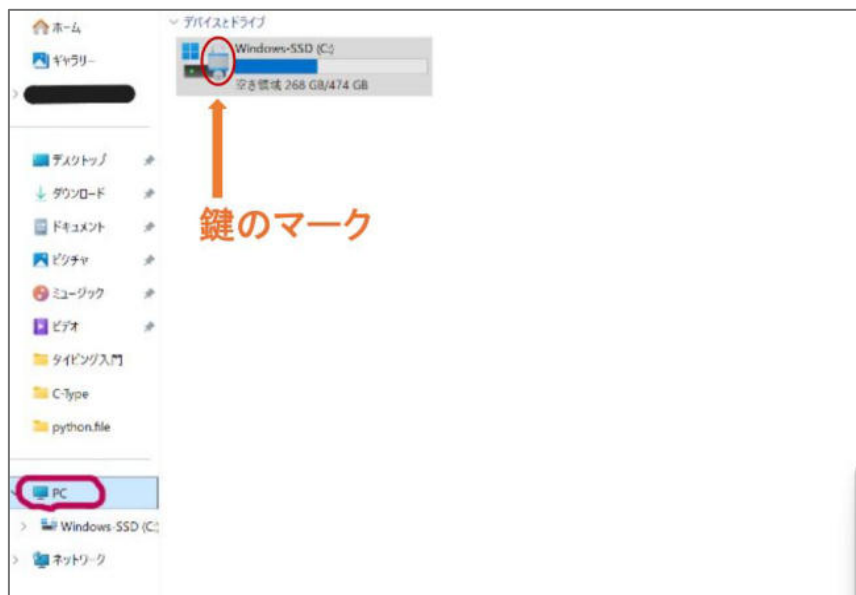 ホーム
ギャラリー
デスクトップ
ダウンロード
ドキュメント
ピクチャ
ミュージック
ビデオ
タイピング入門
C-Type
python.file
PC
Windows-SSD (C:)
ネットワーク
デバイスとドライブ
Windows-SSD (C:)
空き領域 268 GB/474 GB
鍵のマーク